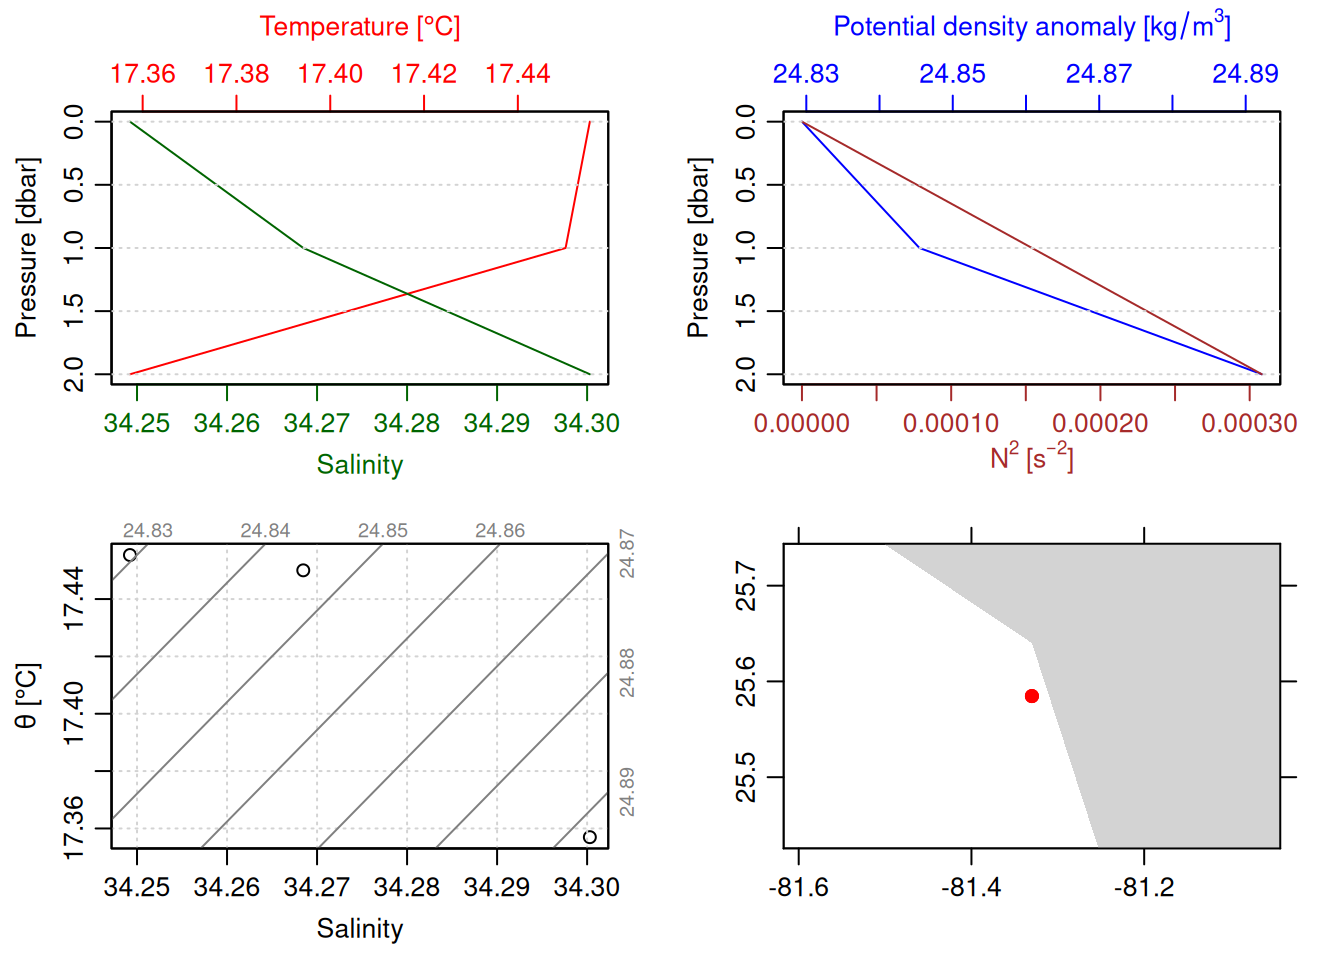 Temperature [°C]
17.36 17.38 17.40 17.42 17.44
Pressure [dbar]
0.0 0.5 1.0 1.5 2.0
34.25 34.26 34.27 34.28 34.29 34.30
Salinity
Potential density anomaly [kg/m³]
24.83 24.85 24.87 24.89
Pressure [dbar]
0.0 0.5 1.0 1.5 2.0
0.00000 0.00010 0.00020 0.00030
N² [s⁻²]
24.83 24.84 24.85 24.86
24.87 24.88 24.89
θ [°C]
17.44 17.40 17.36
34.25 34.26 34.27 34.28 34.29 34.30
Salinity
25.7 25.6 25.5
-81.6 -81.4 -81.2